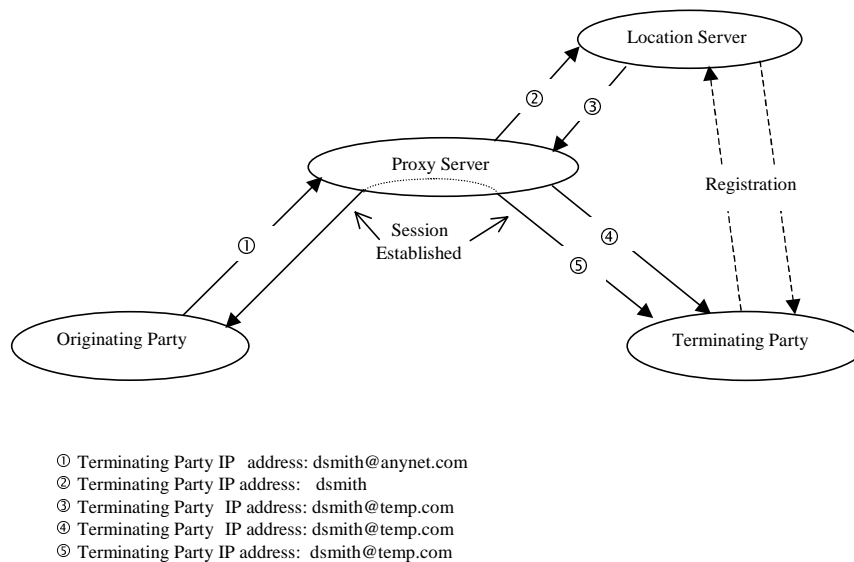 Location Server
②
③
Proxy Server
Registration
①
Session
Established
④
⑤
Originating Party
Terminating Party
① Terminating Party IP address: dsmith@anynet.com
② Terminating Party IP address: dsmith
③ Terminating Party IP address: dsmith@temp.com
④ Terminating Party IP address: dsmith@temp.com
⑤ Terminating Party IP address: dsmith@temp.com